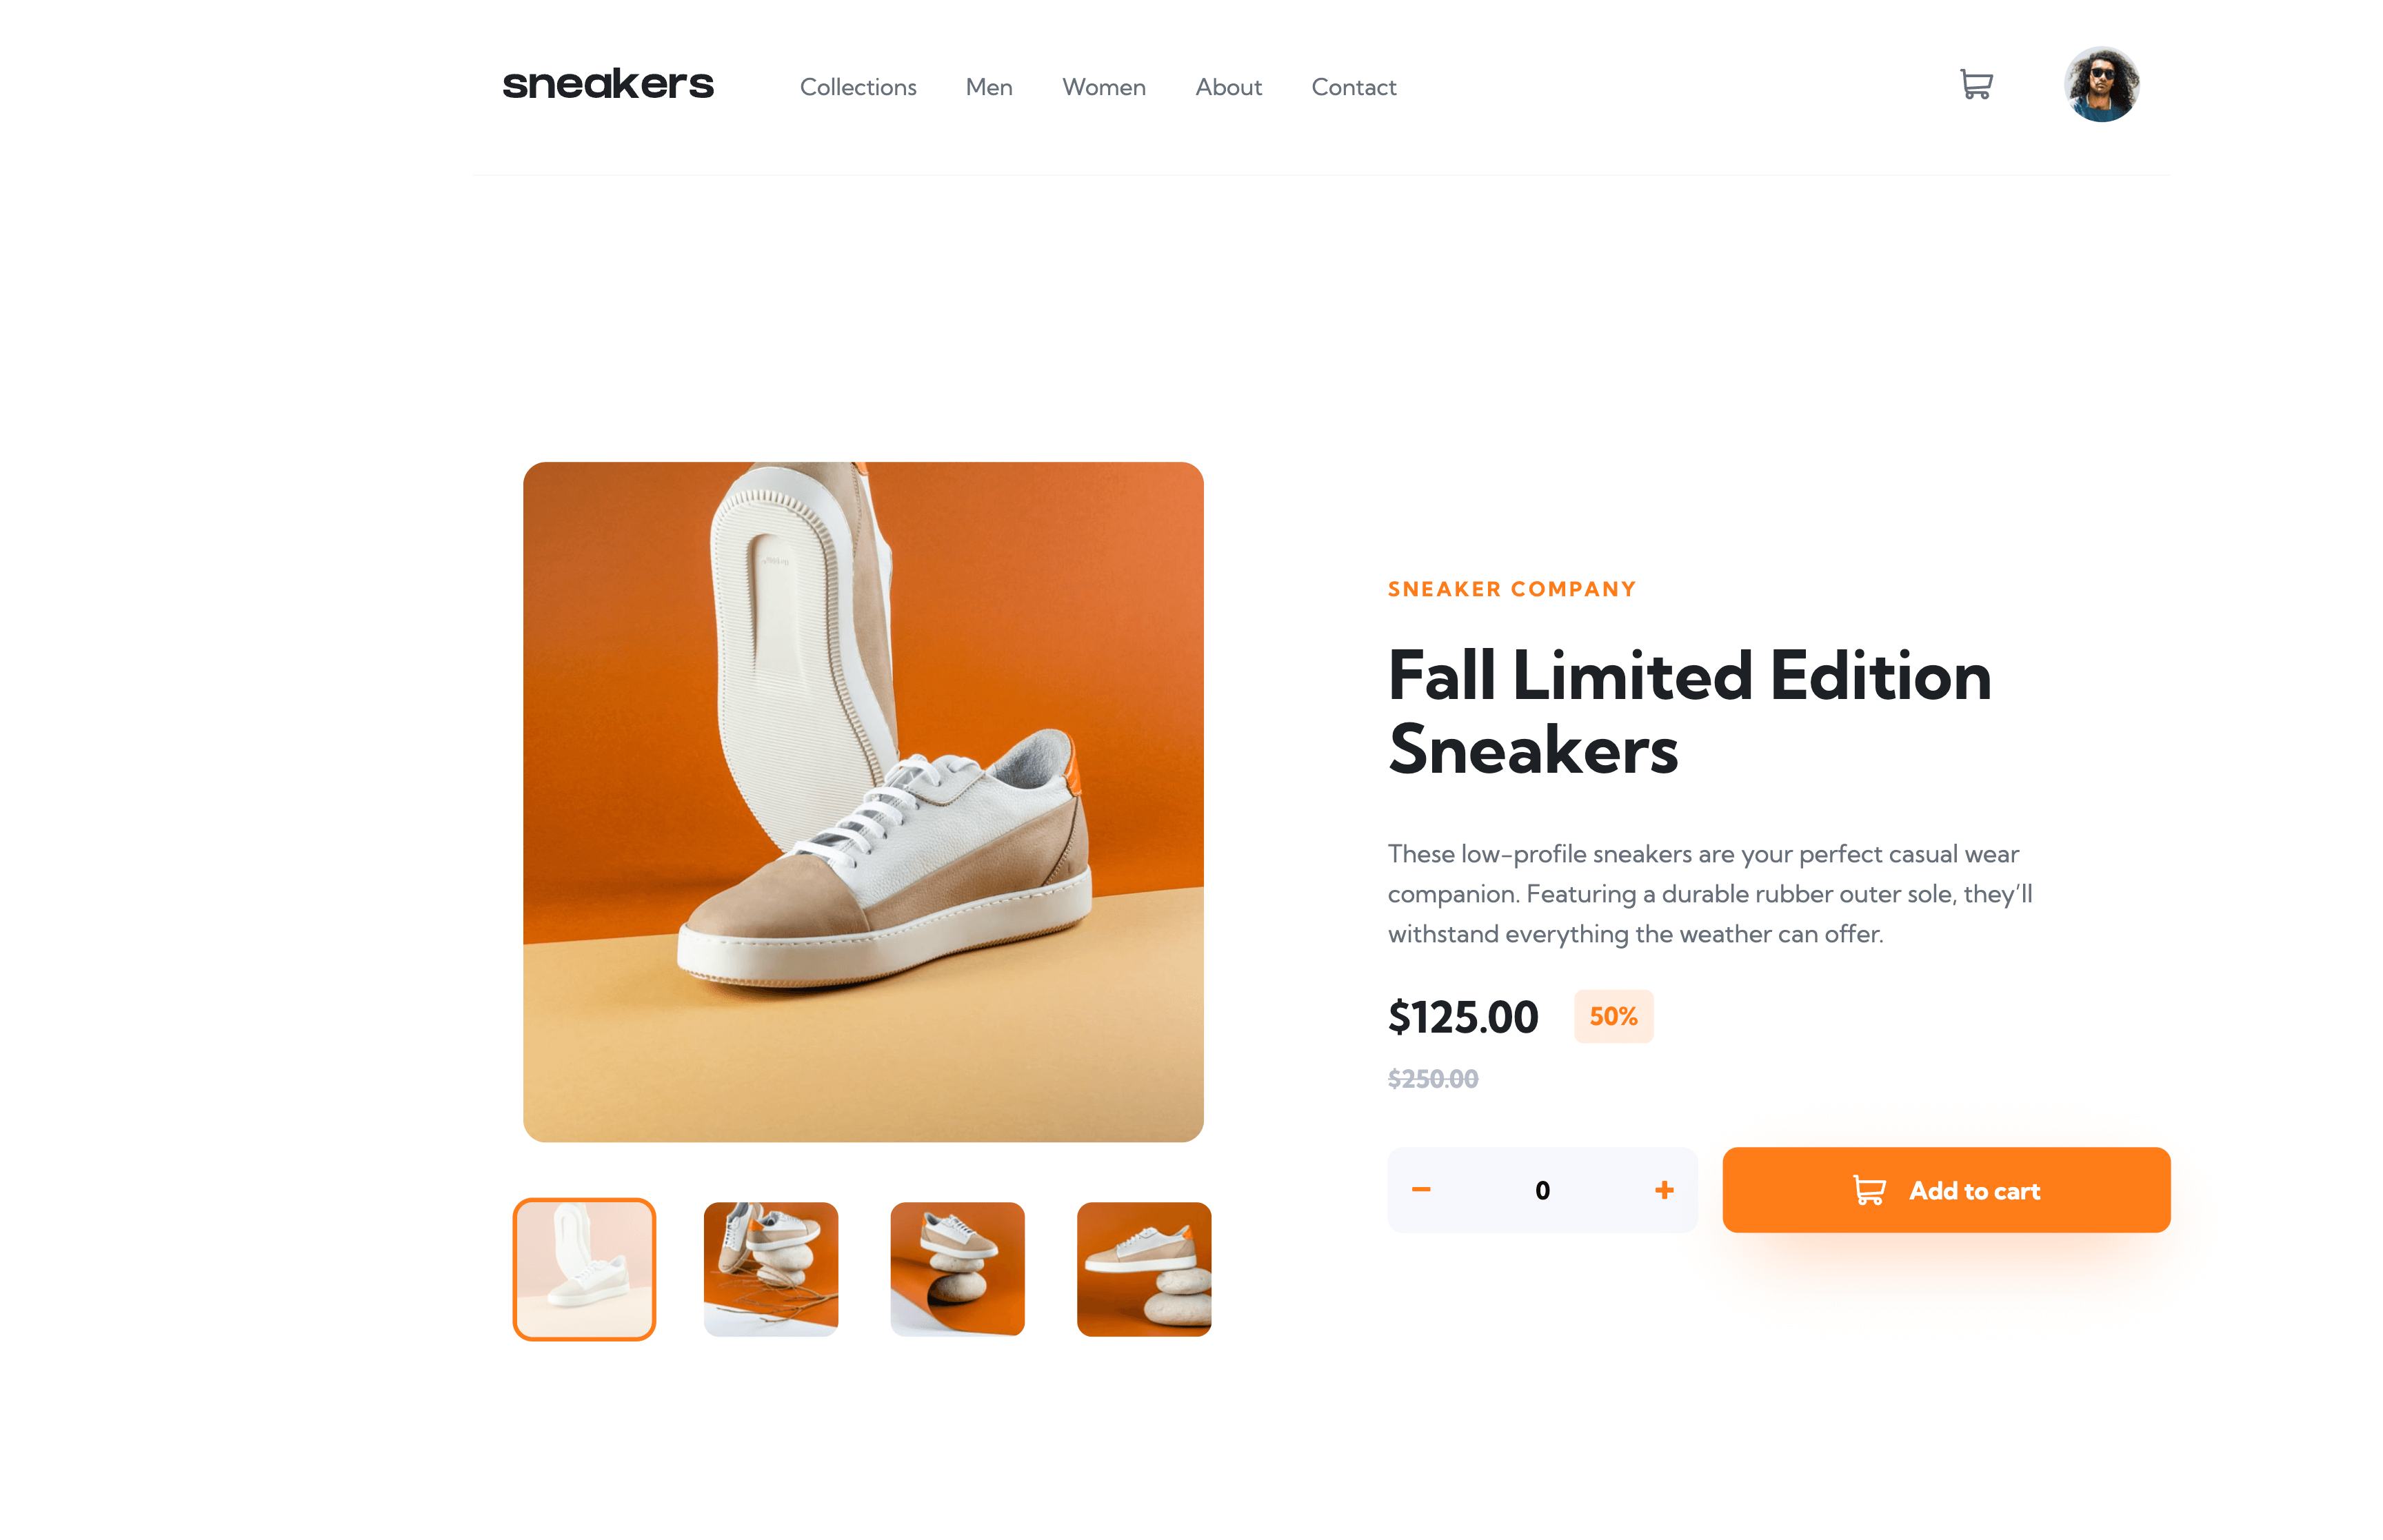 sneakers
Collections
Men
Women
About
Contact
SNEAKER COMPANY
Fall Limited Edition
Sneakers
These low-profile sneakers are your perfect casual wear
companion. Featuring a durable rubber outer sole, they’ll
withstand everything the weather can offer.
$125.00
50%
$250.00
0
Add to cart